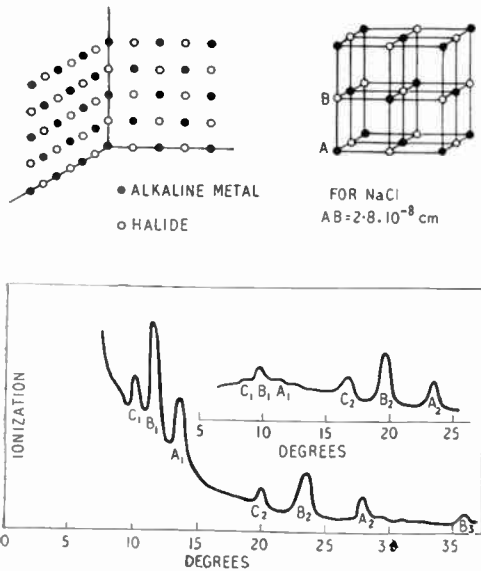 B
A
● ALKALINE METAL
○ HALIDE
FOR NaCl
AB=2·8.10⁻⁸ cm
IONIZATION
C₁ B₁ A₁ C₂ B₂ A₂
5 10 15 20 25
DEGREES
C₁ B₁ A₁ C₂ B₂ A₂ B₃
0 5 10 15 20 25 30 35
DEGREES